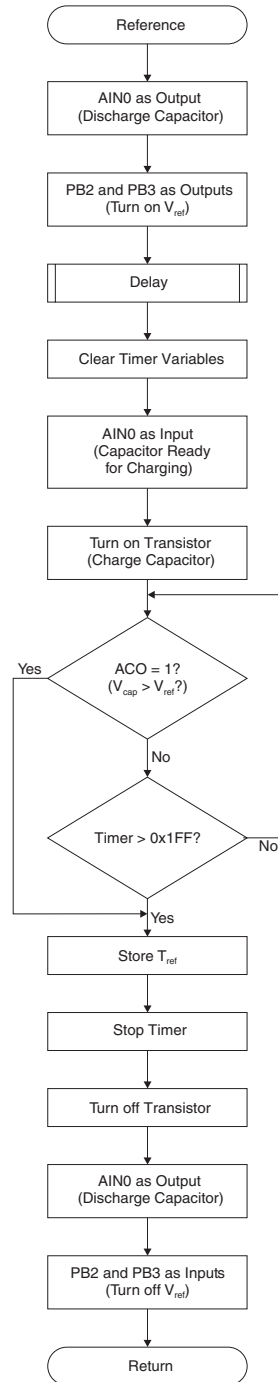 Reference
AIN0 as Output
(Discharge Capacitor)
PB2 and PB3 as Outputs
(Turn on Vref)
Delay
Clear Timer Variables
AIN0 as Input
(Capacitor Ready
for Charging)
Turn on Transistor
(Charge Capacitor)
Yes
ACO = 1?
(Vcap > Vref?)
No
Timer > 0x1FF?
No
Yes
Store Tref
Stop Timer
Turn off Transistor
AIN0 as Output
(Discharge Capacitor)
PB2 and PB3 as Inputs
(Turn off Vref)
Return